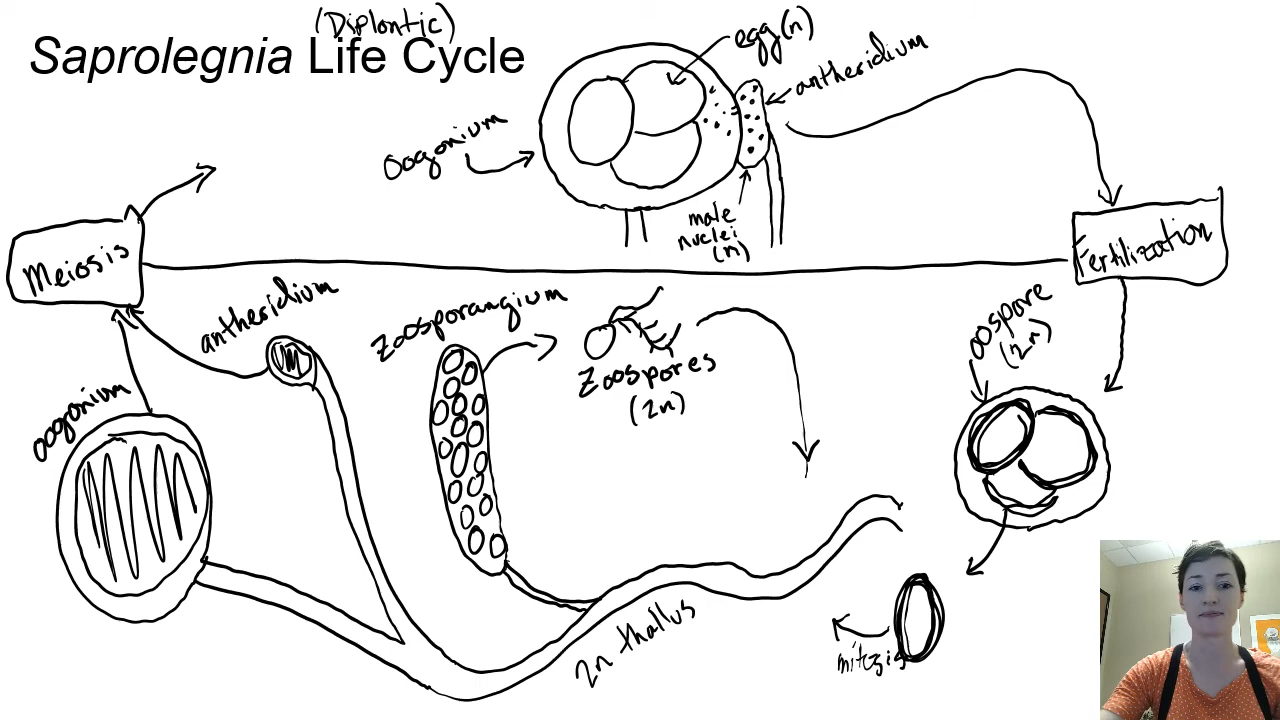 (Diplontic)
Saprolegnia Life Cycle
egg (n)
antheridium
oogonium
male
nuclei
(n)
Meiosis
Fertilization
antheridium
zoosporangium
zoospores
(2n)
oospore
(2n)
oogonium
2n thallus
mitosis